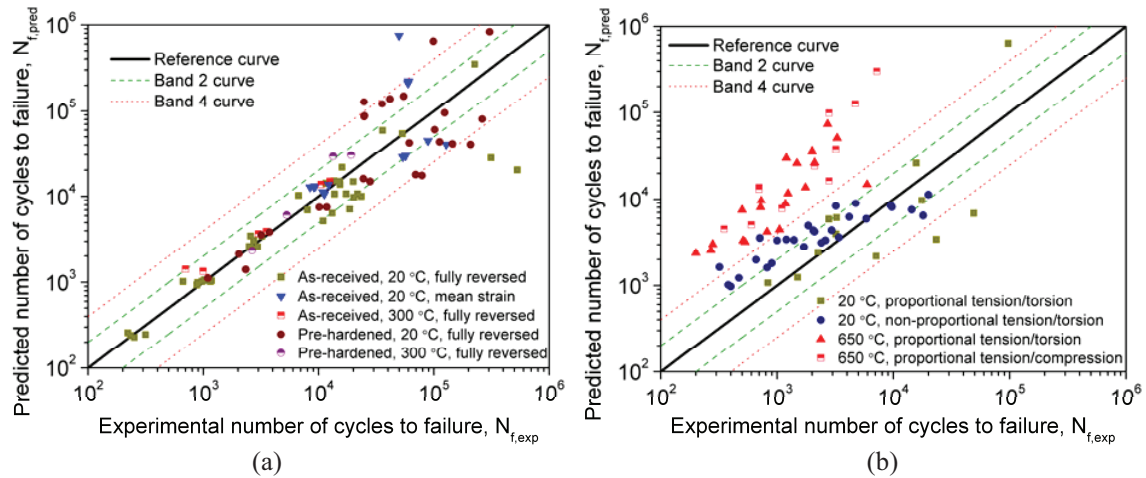 Predicted number of cycles to failure, N_f,pred
10^6
10^5
10^4
10^3
10^2
Reference curve
Band 2 curve
Band 4 curve
As-received, 20 °C, fully reversed
As-received, 20 °C, mean strain
As-received, 300 °C, fully reversed
Pre-hardened, 20 °C, fully reversed
Pre-hardened, 300 °C, fully reversed
10^2 10^3 10^4 10^5 10^6
Experimental number of cycles to failure, N_f,exp
(a)
Predicted number of cycles to failure, N_f,pred
10^6
10^5
10^4
10^3
10^2
Reference curve
Band 2 curve
Band 4 curve
20 °C, proportional tension/torsion
20 °C, non-proportional tension/torsion
650 °C, proportional tension/torsion
650 °C, proportional tension/compression
10^2 10^3 10^4 10^5 10^6
Experimental number of cycles to failure, N_f,exp
(b)